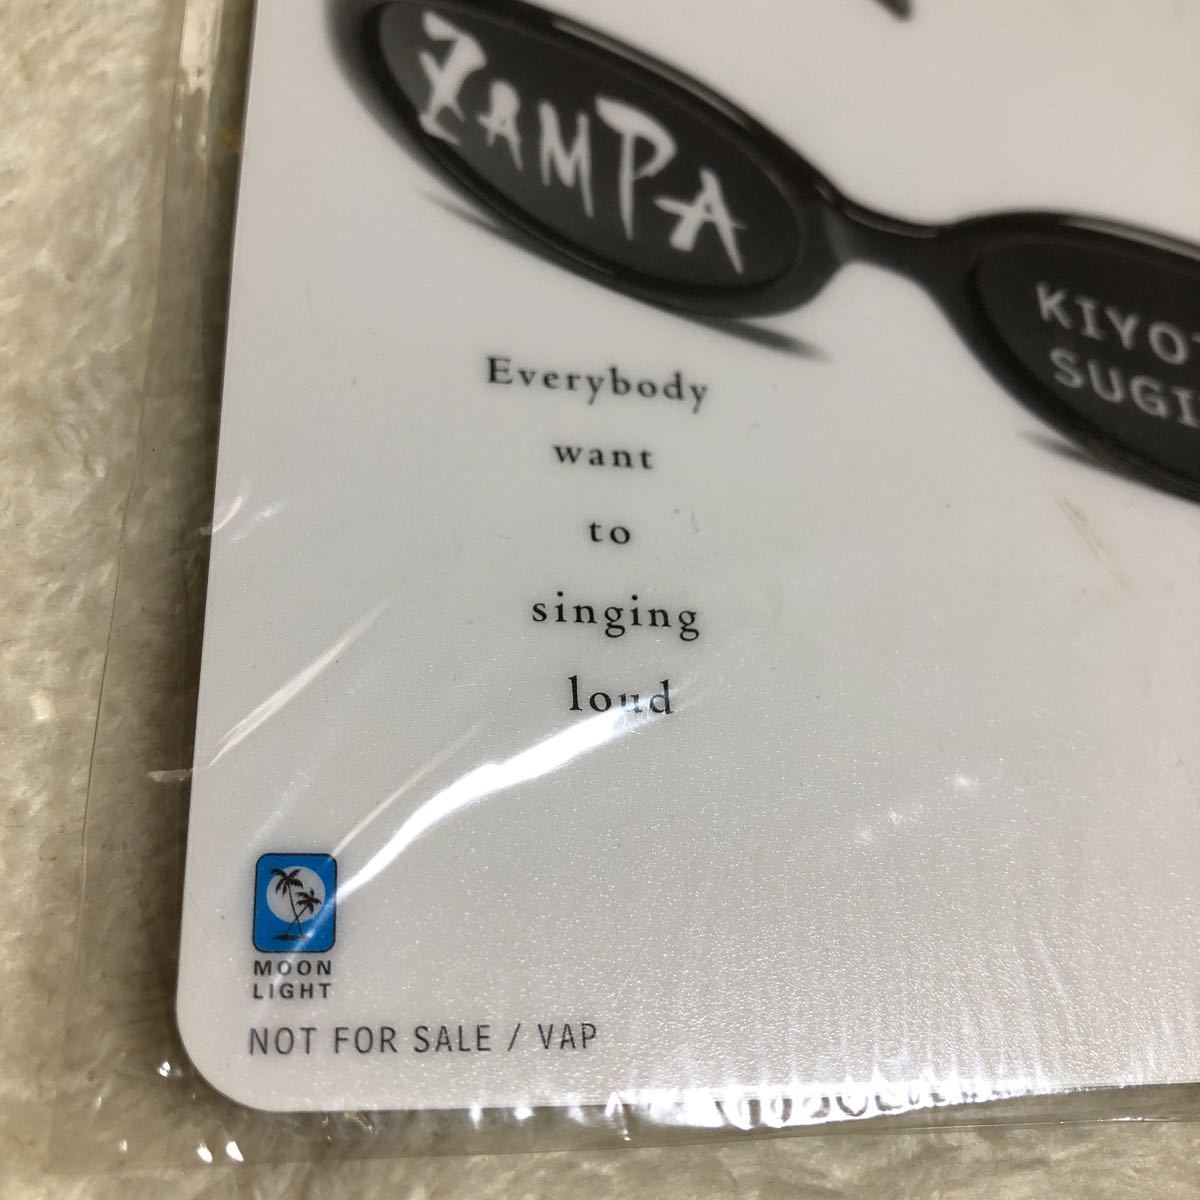 ZAMPA
KIYOT
SUGI
Everybody
want
to
singing
loud
MOON
LIGHT
NOT FOR SALE / VAP